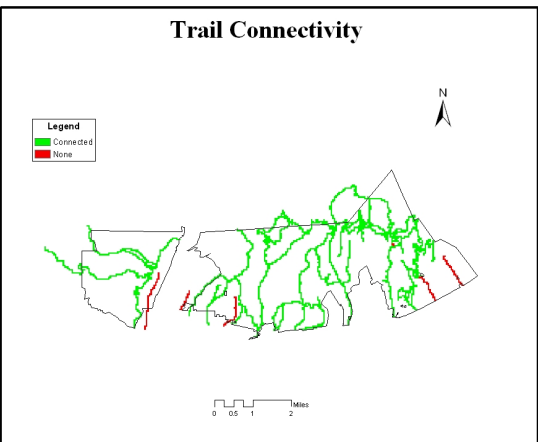 Trail Connectivity
N
Legend
Connected
None
Miles
0 0.5 1 2